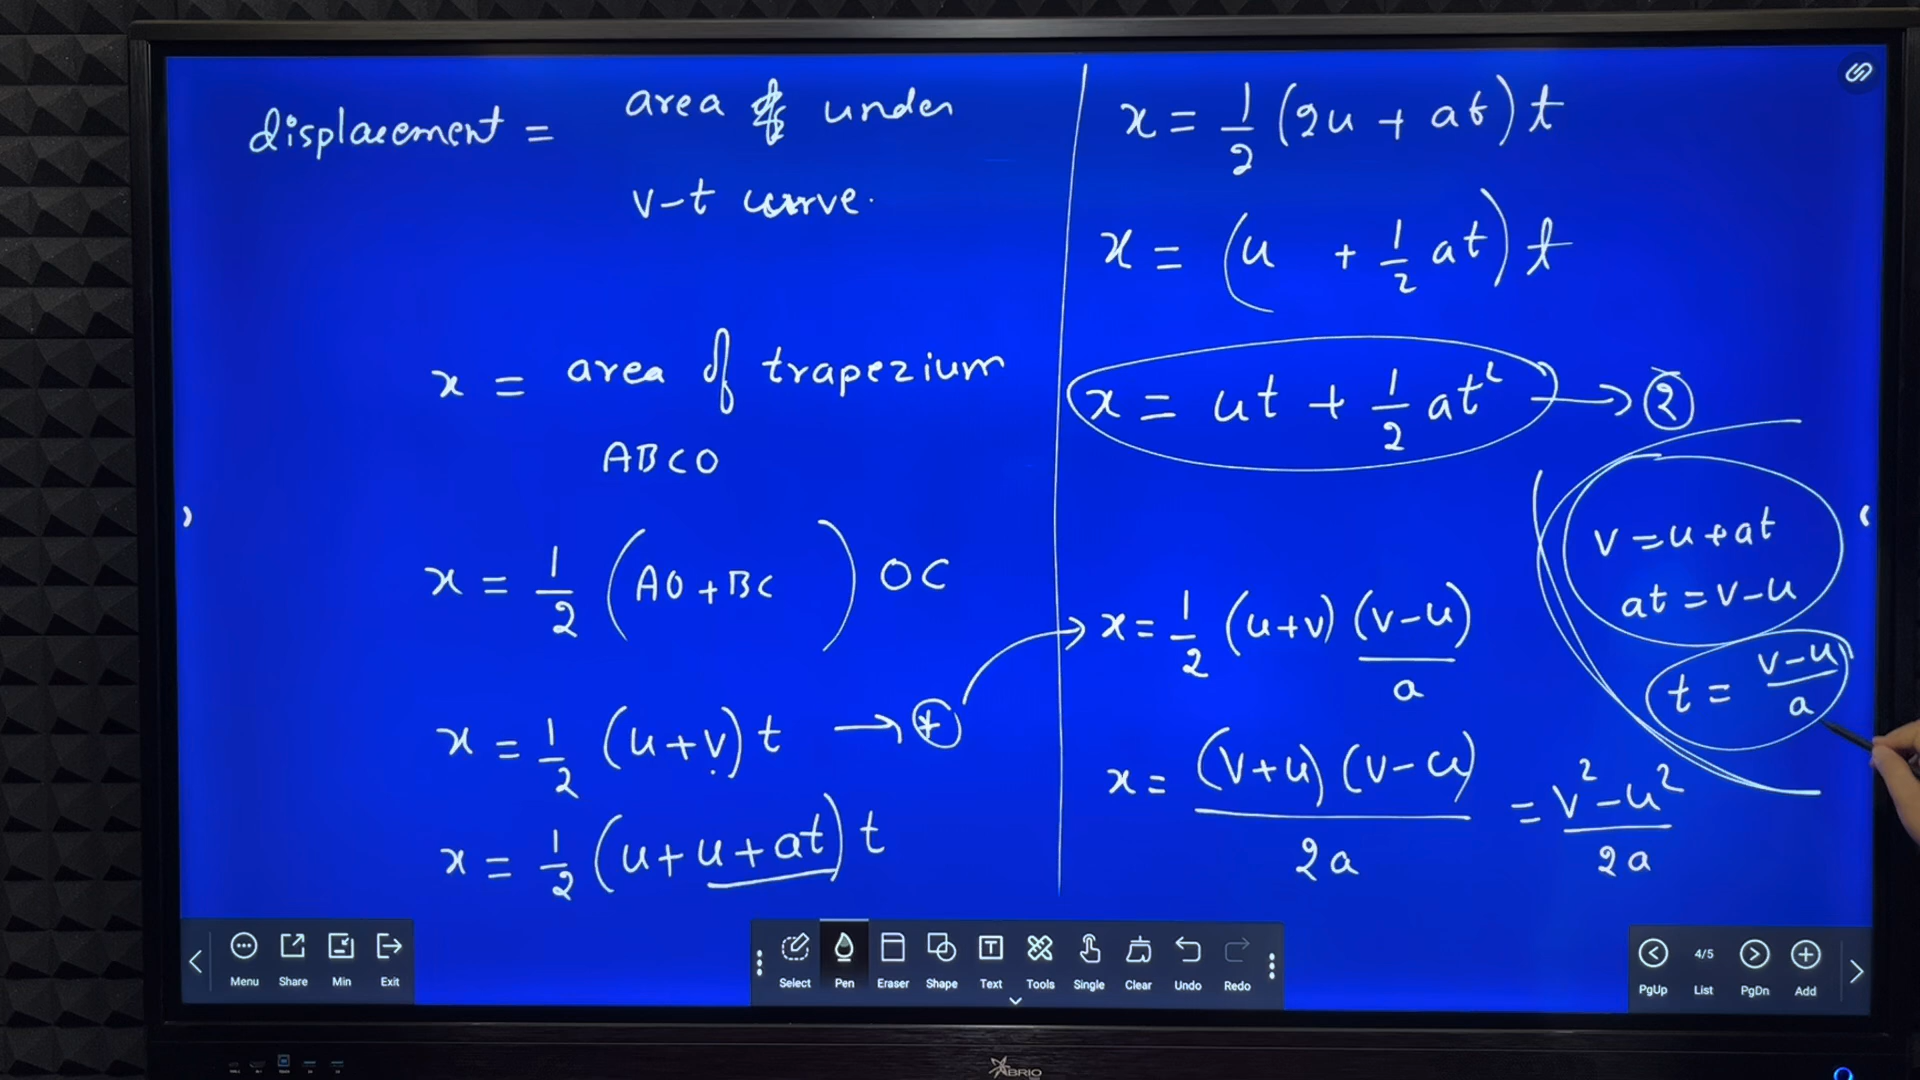 displacement = area of under
v-t curve.
x = area of trapezium
ABCO
x = 1/2 (AO+BC) OC
x = 1/2 (u+v) t → *
x = 1/2 (u+u+at) t
x = 1/2 (2u + at) t
x = (u + 1/2 at) t
x = ut + 1/2 at² → 2
v = u + at
at = v-u
t = (v-u)/a
x = 1/2 (u+v) (v-u)/a
x = (v+u) (v-u)/2a = v²-u²/2a
Menu Share Min Exit
Select Pen Eraser Shape Text Tools Single Clear Undo Redo
4/5
PgUp List PgDn Add
ABRIO